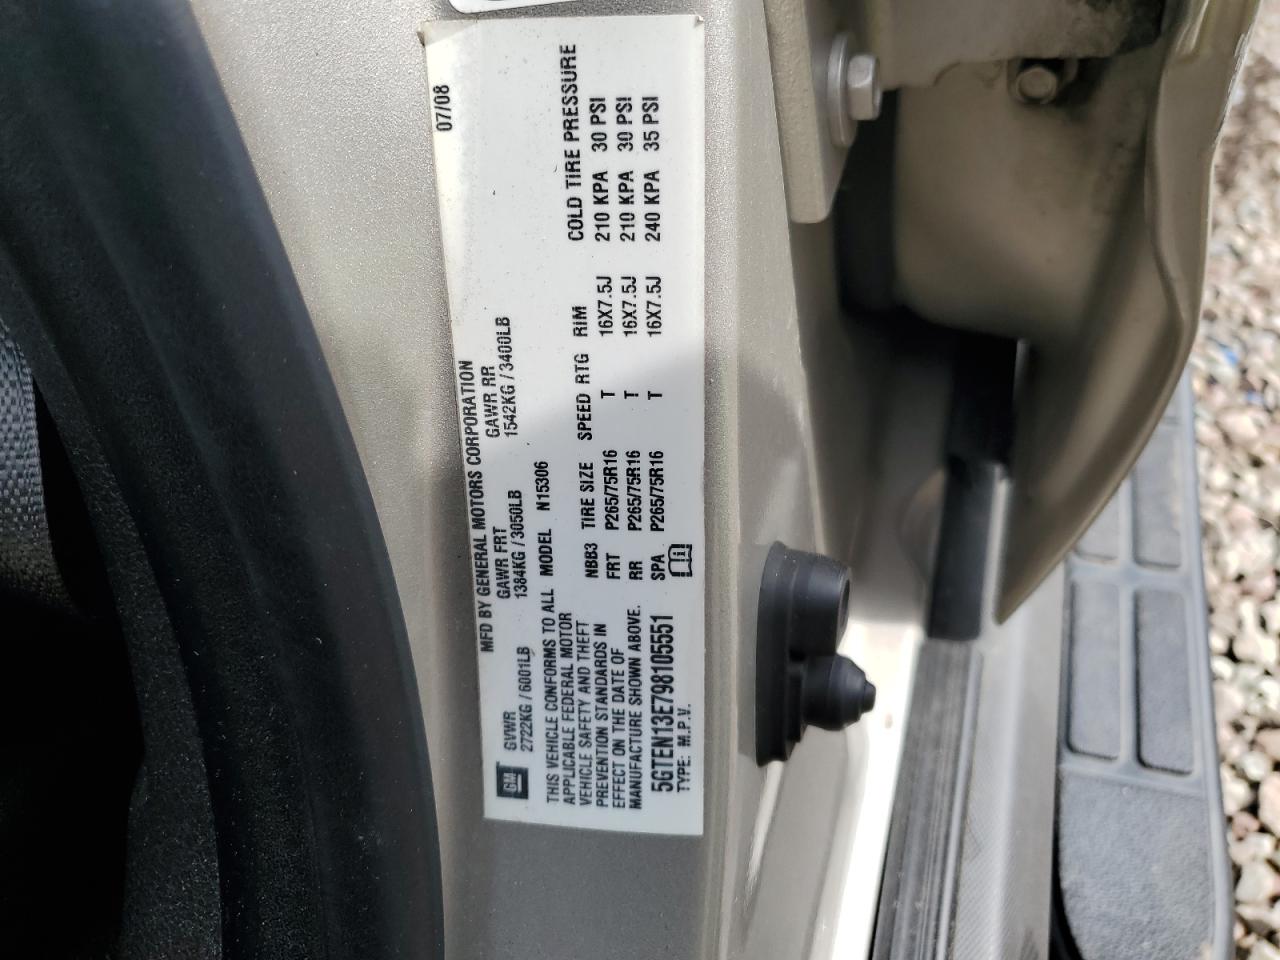 07/08
MFD BY GENERAL MOTORS CORPORATION
GM
GVWR GAWR FRT GAWR RR
2722KG / 6001LB 1384KG / 3050LB 1542KG / 3400LB
THIS VEHICLE CONFORMS TO ALL
APPLICABLE FEDERAL MOTOR
VEHICLE SAFETY AND THEFT
PREVENTION STANDARDS IN
EFFECT ON THE DATE OF
MANUFACTURE SHOWN ABOVE.
MODEL N15306
NBB3 TIRE SIZE SPEED RTG RIM COLD TIRE PRESSURE
FRT P265/75R16 T 16X7.5J 210 KPA 30 PSI
RR P265/75R16 T 16X7.5J 210 KPA 30 PSI
SPA P265/75R16 T 16X7.5J 240 KPA 35 PSI
5GTEN13E798105551
TYPE: M.P.V.